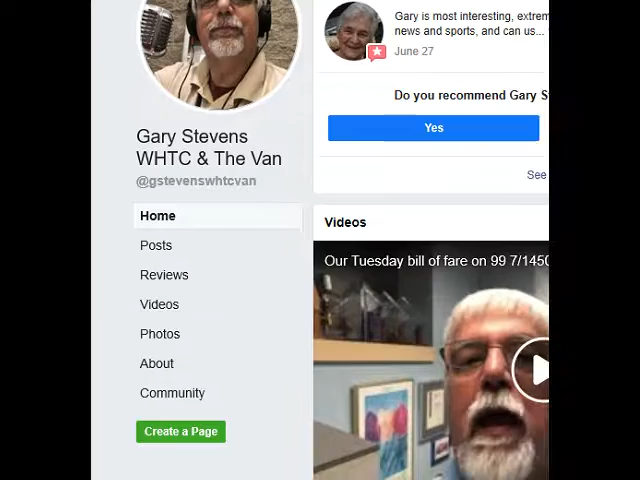 Gary is most interesting, extrem
news and sports, and can us...
June 27
Do you recommend Gary S
Yes
See
Gary Stevens
WHTC & The Van
@gstevenswhtcvan
Home
Posts
Reviews
Videos
Photos
About
Community
Create a Page
Videos
Our Tuesday bill of fare on 99 7/1450